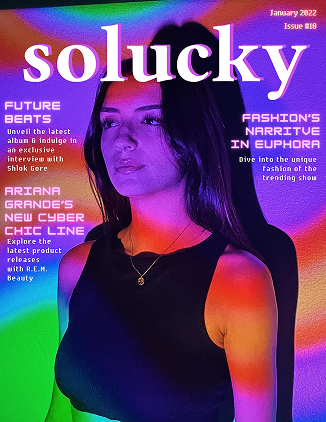 January 2022
Issue #10
solucky
FUTURE
BEATS
Unveil the latest
album & indulge in
an exclusive
interview with
Shlok Gore
FASHION'S
NARRITVE
IN EUPHORA
Dive into the unique
fashion of the
trending show
ARIANA
GRANDE'S
NEW CYBER
CHIC LINE
Explore the
latest product
releases
with R.E.M.
Beauty